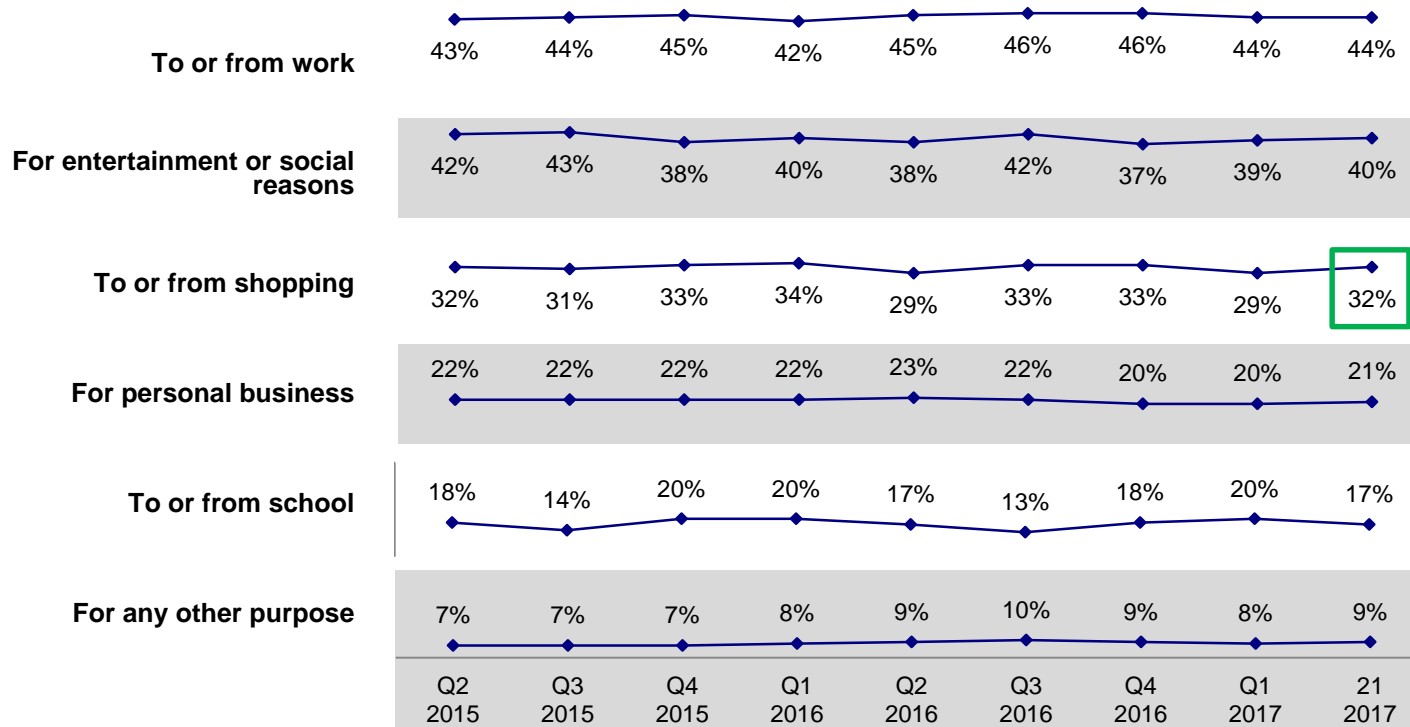 To or from work
43% 44% 45% 42% 45% 46% 46% 44% 44%
For entertainment or social
reasons
42% 43% 38% 40% 38% 42% 37% 39% 40%
To or from shopping
32% 31% 33% 34% 29% 33% 33% 29% 32%
For personal business
22% 22% 22% 22% 23% 22% 20% 20% 21%
To or from school
18% 14% 20% 20% 17% 13% 18% 20% 17%
For any other purpose
7% 7% 7% 8% 9% 10% 9% 8% 9%
Q2 Q3 Q4 Q1 Q2 Q3 Q4 Q1 21
2015 2015 2015 2016 2016 2016 2016 2017 2017